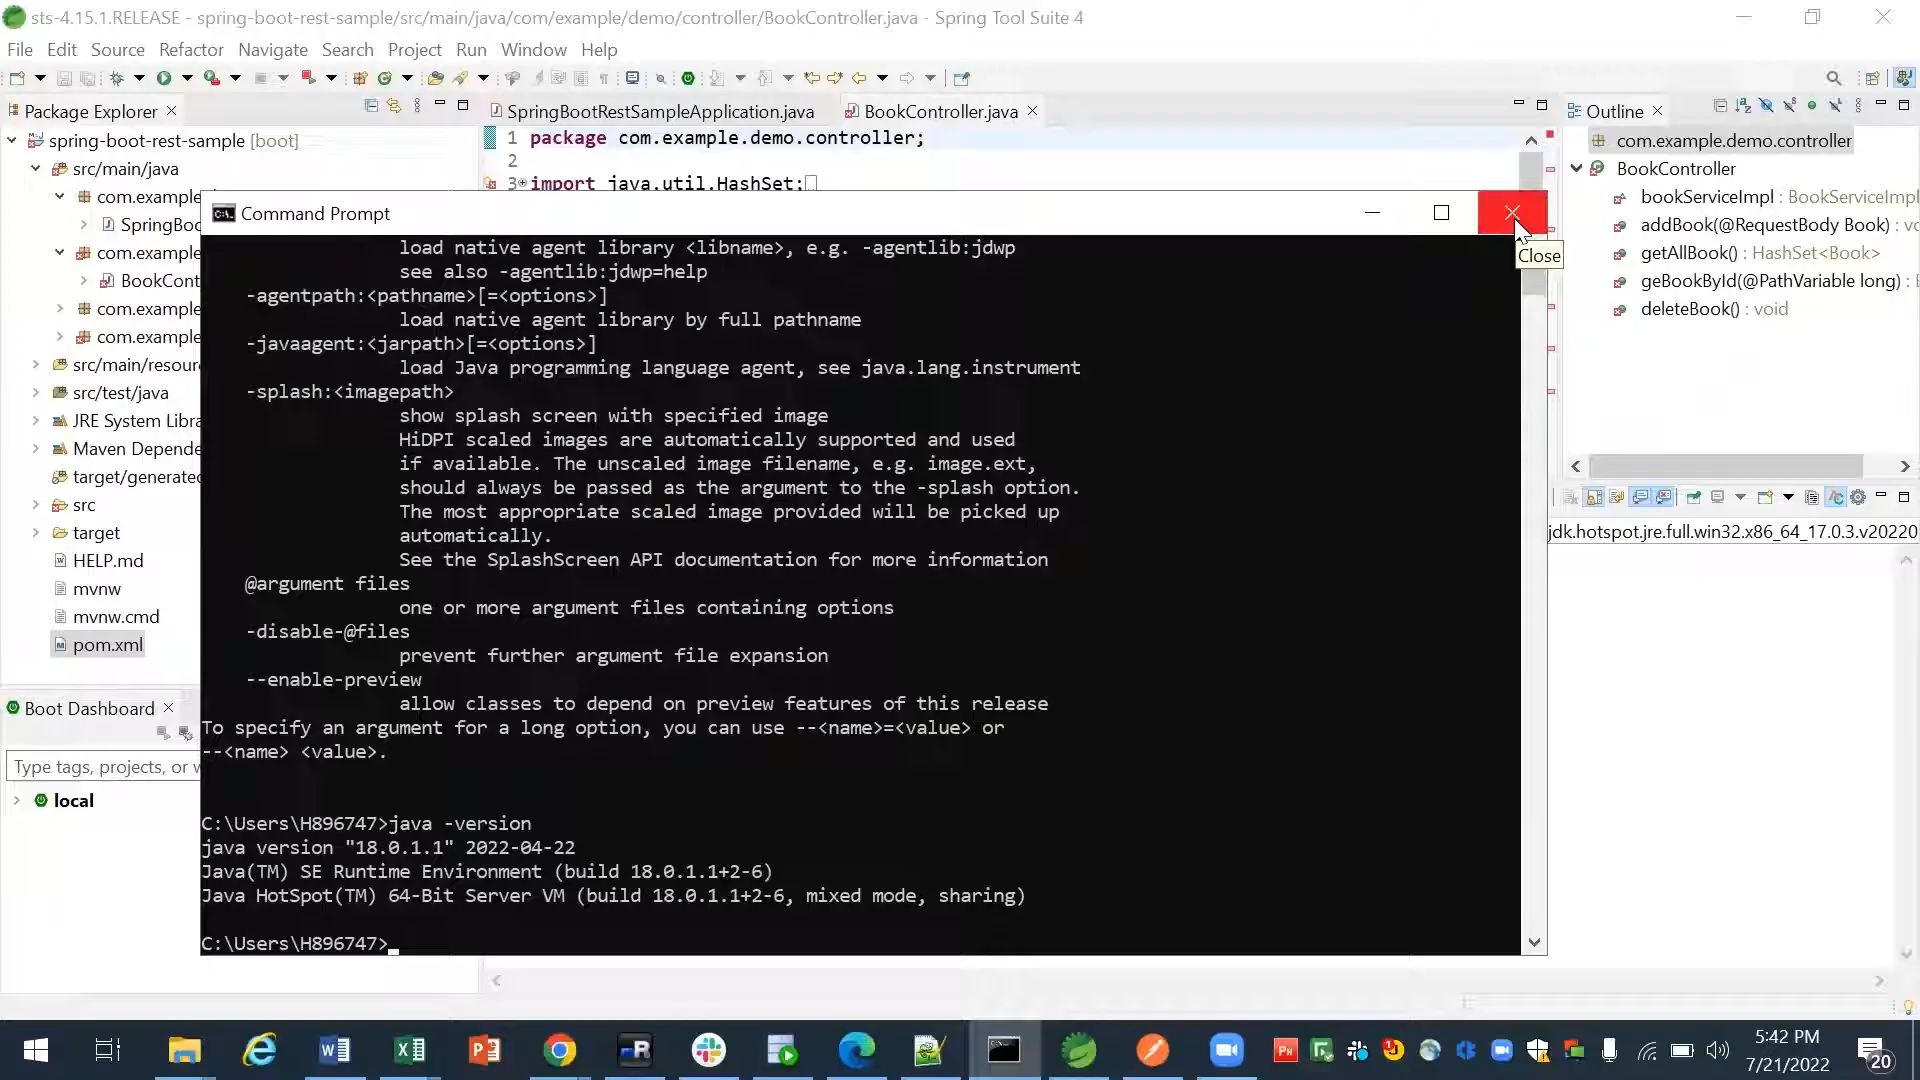 sts-4.15.1.RELEASE - spring-boot-rest-sample/src/main/java/com/example/demo/controller/BookController.java - Spring Tool Suite 4
File Edit Source Refactor Navigate Search Project Run Window Help
Package Explorer
SpringBootRestSampleApplication.java
BookController.java
Outline
spring-boot-rest-sample [boot]
src/main/java
com.example
SpringBoo
com.example
BookCont
com.example
com.example
src/main/resour
src/test/java
JRE System Libra
Maven Depende
target/generated
src
target
HELP.md
mvnw
mvnw.cmd
pom.xml
1 package com.example.demo.controller;
2
3 import java.util.HashSet;
com.example.demo.controller
BookController
bookServiceImpl : BookServiceImpl
addBook(@RequestBody Book) : vo
getAllBook() : HashSet<Book>
geBookById(@PathVariable long) :
deleteBook() : void
jdk.hotspot.jre.full.win32.x86_64_17.0.3.v20220
Boot Dashboard
Type tags, projects, or w
local
Command Prompt
Close
load native agent library <libname>, e.g. -agentlib:jdwp
see also -agentlib:jdwp=help
-agentpath:<pathname>[=<options>]
load native agent library by full pathname
-javaagent:<jarpath>[=<options>]
load Java programming language agent, see java.lang.instrument
-splash:<imagepath>
show splash screen with specified image
HiDPI scaled images are automatically supported and used
if available. The unscaled image filename, e.g. image.ext,
should always be passed as the argument to the -splash option.
The most appropriate scaled image provided will be picked up
automatically.
See the SplashScreen API documentation for more information
@argument files
one or more argument files containing options
-disable-@files
prevent further argument file expansion
--enable-preview
allow classes to depend on preview features of this release
To specify an argument for a long option, you can use --<name>=<value> or
--<name> <value>.
C:\Users\H896747>java -version
java version "18.0.1.1" 2022-04-22
Java(TM) SE Runtime Environment (build 18.0.1.1+2-6)
Java HotSpot(TM) 64-Bit Server VM (build 18.0.1.1+2-6, mixed mode, sharing)
C:\Users\H896747>
5:42 PM
7/21/2022
20